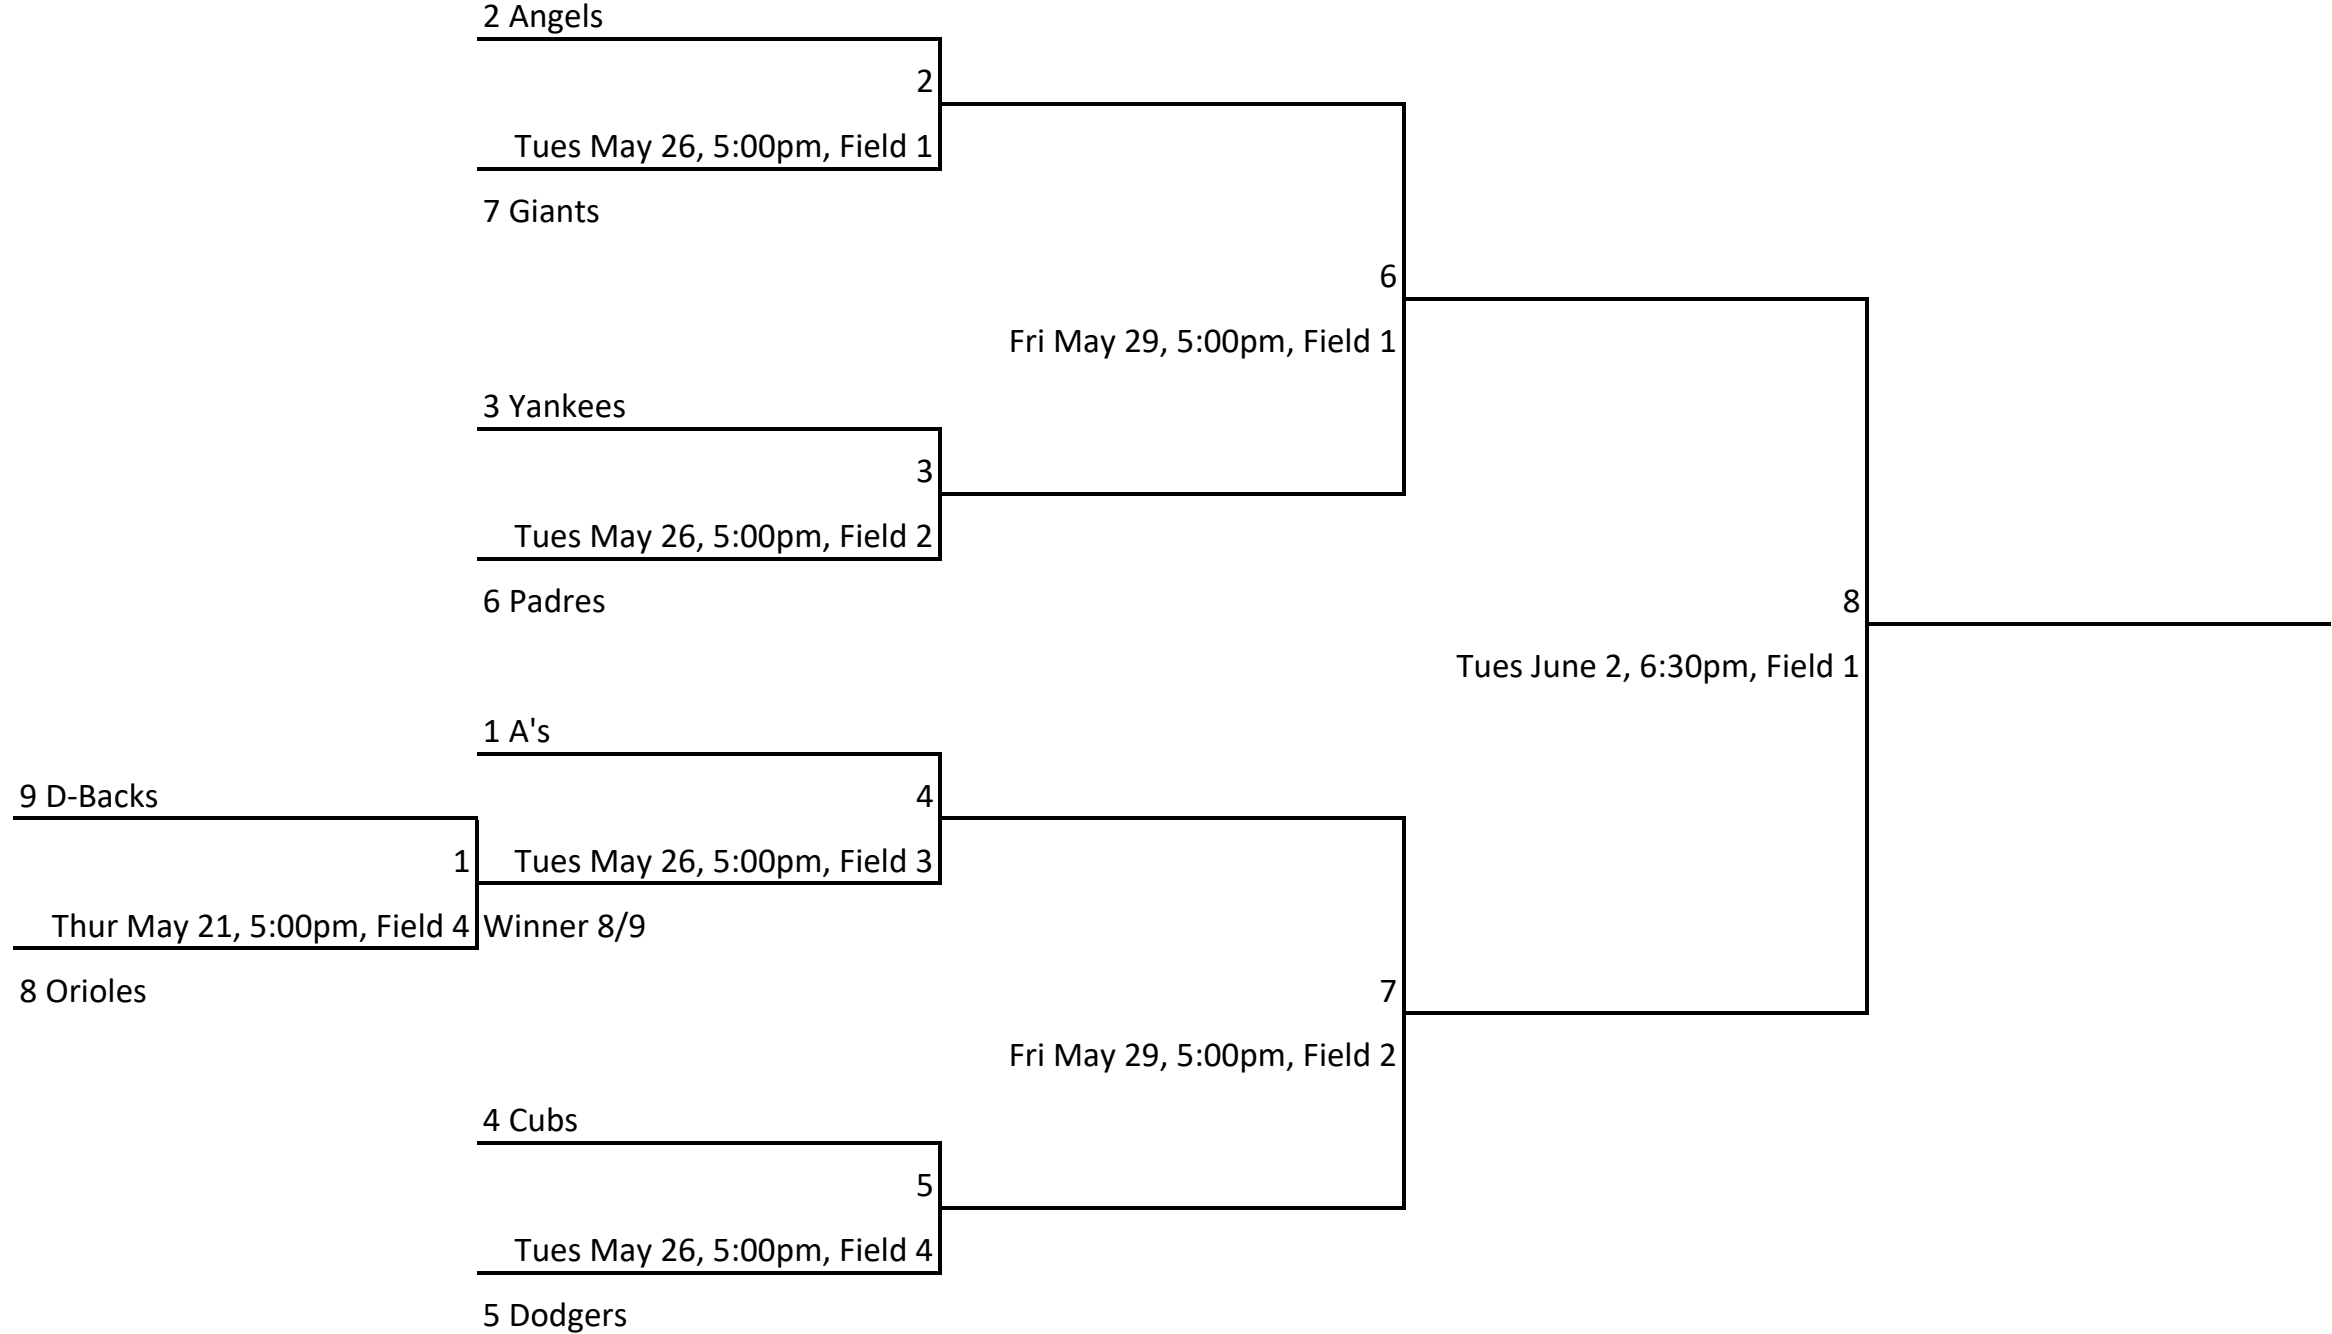 2 Angels
2
Tues May 26, 5:00pm, Field 1
7 Giants
6
Fri May 29, 5:00pm, Field 1
3 Yankees
3
Tues May 26, 5:00pm, Field 2
6 Padres
8
Tues June 2, 6:30pm, Field 1
1 A's
9 D-Backs
4
1
Tues May 26, 5:00pm, Field 3
Thur May 21, 5:00pm, Field 4
Winner 8/9
8 Orioles
7
Fri May 29, 5:00pm, Field 2
4 Cubs
5
Tues May 26, 5:00pm, Field 4
5 Dodgers